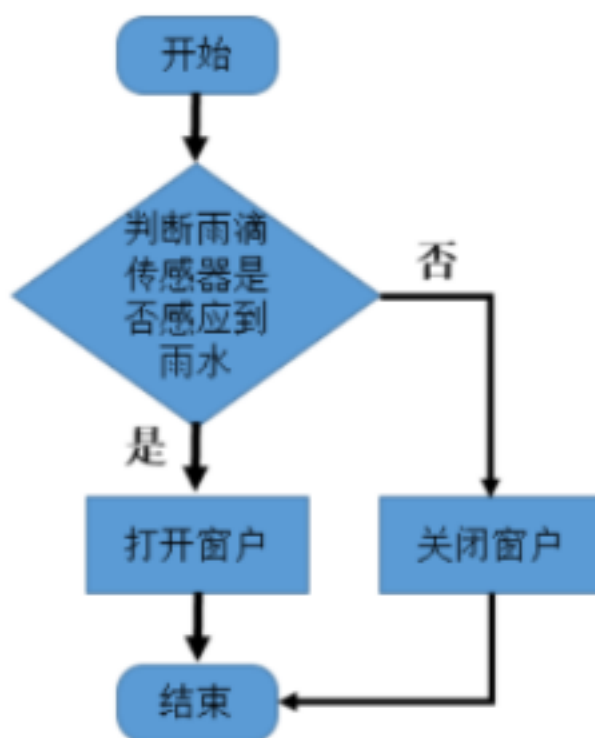 开始
判断雨滴
传感器是
否感应到
雨水
否
是
打开窗户
关闭窗户
结束